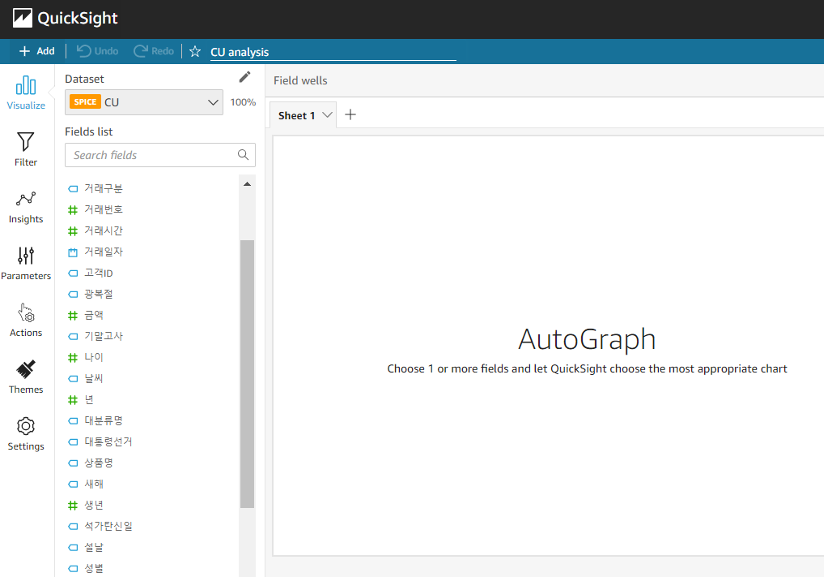 QuickSight
+ Add Undo Redo CU analysis
Visualize
Filter
Insights
Parameters
Actions
Themes
Settings
Dataset
SPICE CU 100%
Fields list
Search fields
거래구분
거래번호
거래시간
거래일자
고객ID
광복절
금액
기말고사
나이
날씨
년
대분류명
대통령선거
상품명
새해
생년
석가탄신일
설날
성별
Field wells
Sheet 1 +
AutoGraph
Choose 1 or more fields and let QuickSight choose the most appropriate chart